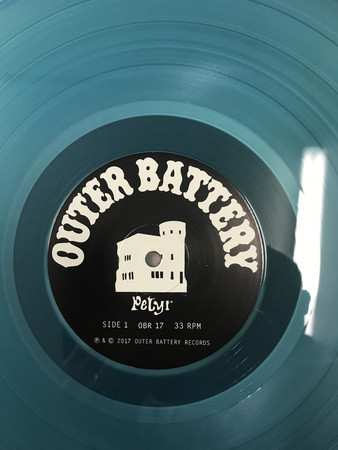 OUTER BATTERY
Petyr
SIDE 1 OBR 17 33 RPM
℗ & © 2017 OUTER BATTERY RECORDS